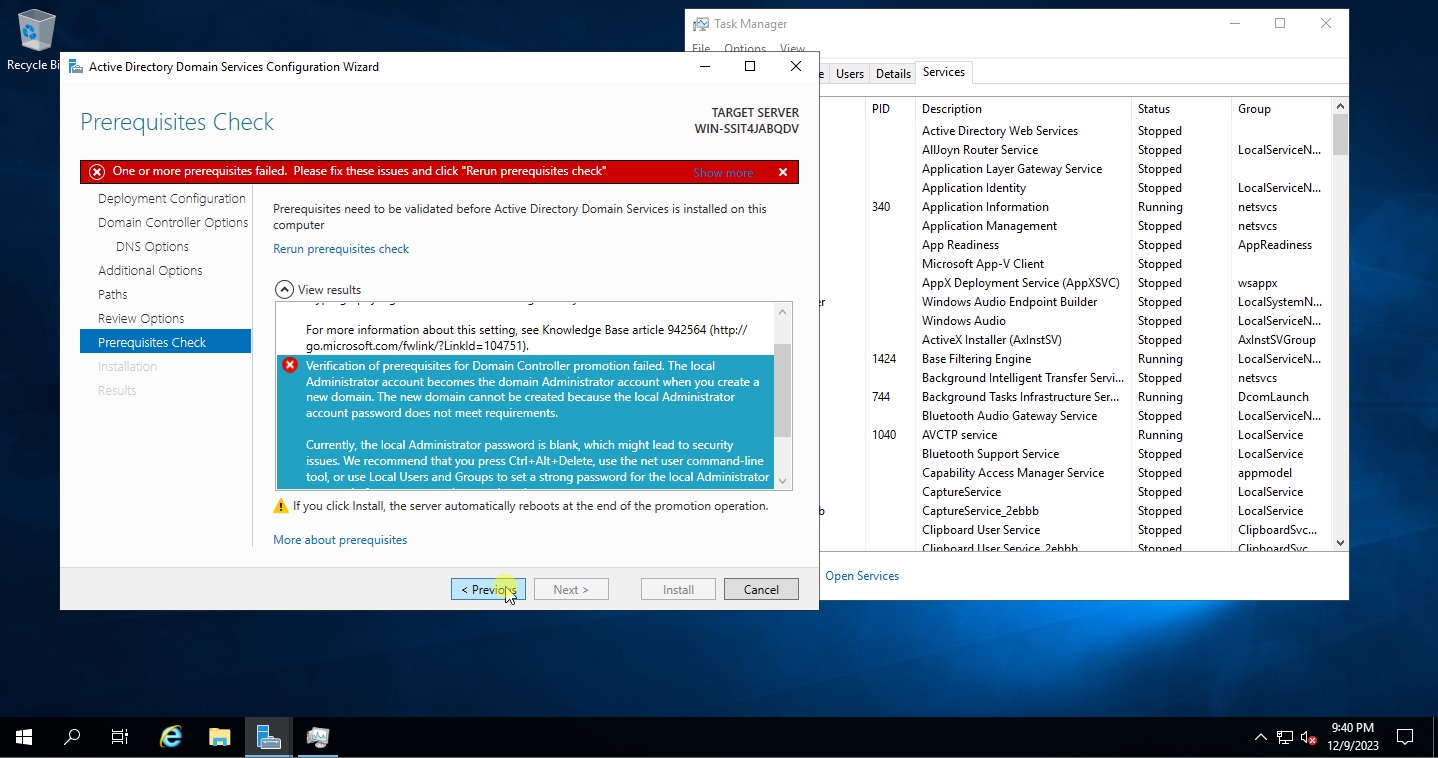 Recycle Bi
Task Manager
File Options View
e Users Details Services
Active Directory Domain Services Configuration Wizard
Prerequisites Check
TARGET SERVER
WIN-SSIT4JABQDV
One or more prerequisites failed. Please fix these issues and click "Rerun prerequisites check"
Show more
Deployment Configuration
Domain Controller Options
DNS Options
Additional Options
Paths
Review Options
Prerequisites Check
Installation
Results
Prerequisites need to be validated before Active Directory Domain Services is installed on this
computer
Rerun prerequisites check
View results
For more information about this setting, see Knowledge Base article 942564 (http://
go.microsoft.com/fwlink/?LinkId=104751).
Verification of prerequisites for Domain Controller promotion failed. The local
Administrator account becomes the domain Administrator account when you create a
new domain. The new domain cannot be created because the local Administrator
account password does not meet requirements.
Currently, the local Administrator password is blank, which might lead to security
issues. We recommend that you press Ctrl+Alt+Delete, use the net user command-line
tool, or use Local Users and Groups to set a strong password for the local Administrator
If you click Install, the server automatically reboots at the end of the promotion operation.
More about prerequisites
< Previous
Next >
Install
Cancel
PID Description Status Group
Active Directory Web Services Stopped
AllJoyn Router Service Stopped LocalServiceN...
Application Layer Gateway Service Stopped
Application Identity Stopped LocalServiceN...
340 Application Information Running netsvcs
Application Management Stopped netsvcs
App Readiness Stopped AppReadiness
Microsoft App-V Client Stopped
AppX Deployment Service (AppXSVC) Stopped wsappx
er Windows Audio Endpoint Builder Stopped LocalSystemN...
Windows Audio Stopped LocalServiceN...
ActiveX Installer (AxInstSV) Stopped AxInstSVGroup
1424 Base Filtering Engine Running LocalServiceN...
Background Intelligent Transfer Servi... Stopped netsvcs
744 Background Tasks Infrastructure Ser... Running DcomLaunch
Bluetooth Audio Gateway Service Stopped LocalServiceN...
1040 AVCTP service Running LocalService
Bluetooth Support Service Stopped LocalService
Capability Access Manager Service Stopped appmodel
CaptureService Stopped LocalService
b CaptureService_2ebbb Stopped LocalService
Clipboard User Service Stopped ClipboardSvc...
Clipboard User Service_2ebbb Stopped ClipboardSvc...
Open Services
9:40 PM
12/9/2023